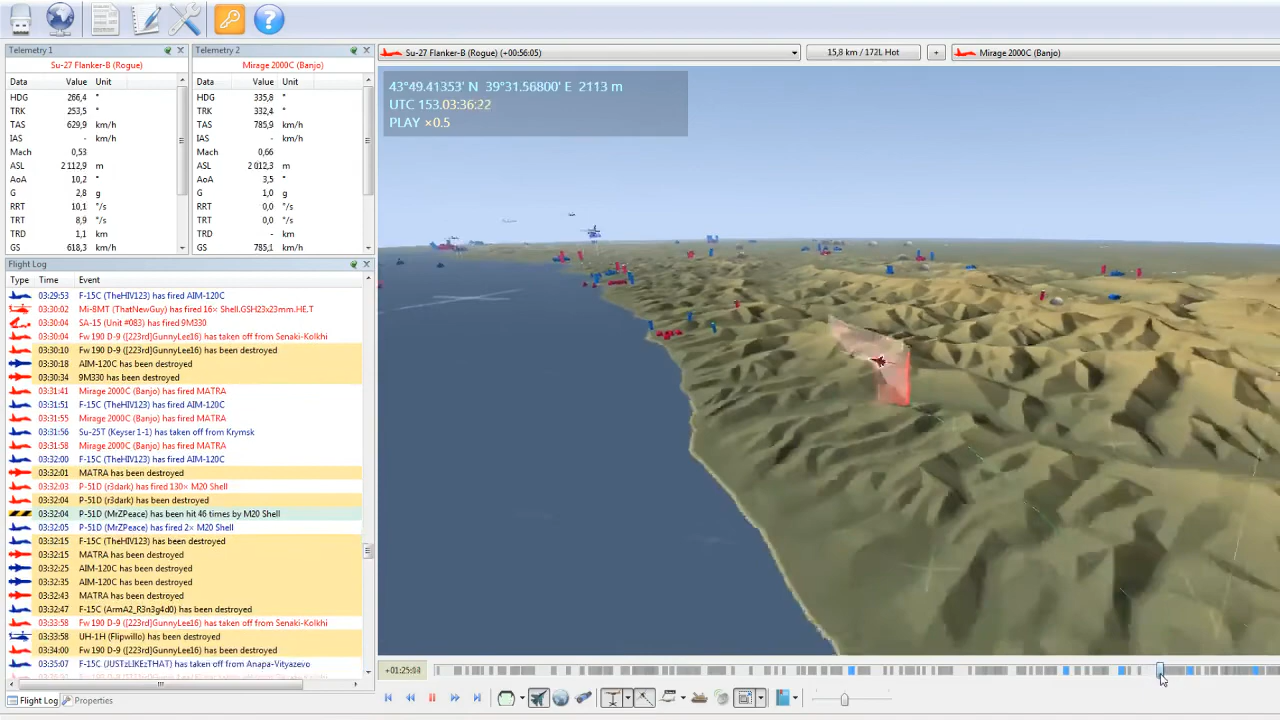 Telemetry 1
Su-27 Flanker-B (Rogue)
Data Value Unit
HDG 266,4 °
TRK 253,5 °
TAS 629,9 km/h
IAS - km/h
Mach 0,53
ASL 2 112,9 m
AoA 10,2 °
G 2,8 g
RRT 10,1 °/s
TRT 8,9 °/s
TRD 1,1 km
GS 618,3 km/h
Telemetry 2
Mirage 2000C (Banjo)
Data Value Unit
HDG 335,8 °
TRK 332,4 °
TAS 785,9 km/h
IAS - km/h
Mach 0,66
ASL 2 012,3 m
AoA 3,5 °
G 1,0 g
RRT 0,0 °/s
TRT 0,0 °/s
TRD - km
GS 785,1 km/h
Su-27 Flanker-B (Rogue) (+00:56:05)
15,8 km / 172L Hot
+
Mirage 2000C (Banjo)
43°49.41353' N 39°31.56800' E 2113 m
UTC 153.03:36:22
PLAY ×0.5
Flight Log
Type Time Event
03:29:53 F-15C (TheHIV123) has fired AIM-120C
03:30:02 Mi-8MT (ThatNewGuy) has fired 16× Shell.GSH23x23mm.HE.T
03:30:04 SA-15 (Unit #083) has fired 9M330
03:30:04 Fw 190 D-9 ([223rd]GunnyLee16) has taken off from Senaki-Kolkhi
03:30:10 Fw 190 D-9 ([223rd]GunnyLee16) has been destroyed
03:30:18 AIM-120C has been destroyed
03:30:34 9M330 has been destroyed
03:31:41 Mirage 2000C (Banjo) has fired MATRA
03:31:51 F-15C (TheHIV123) has fired AIM-120C
03:31:55 Mirage 2000C (Banjo) has fired MATRA
03:31:56 Su-25T (Keyser 1-1) has taken off from Krymsk
03:31:58 Mirage 2000C (Banjo) has fired MATRA
03:32:00 F-15C (TheHIV123) has fired AIM-120C
03:32:01 MATRA has been destroyed
03:32:03 P-51D (r3dark) has fired 130× M20 Shell
03:32:04 P-51D (r3dark) has been destroyed
03:32:04 P-51D (MrZPeace) has been hit 46 times by M20 Shell
03:32:05 P-51D (MrZPeace) has fired 2× M20 Shell
03:32:15 F-15C (TheHIV123) has been destroyed
03:32:15 MATRA has been destroyed
03:32:25 AIM-120C has been destroyed
03:32:35 AIM-120C has been destroyed
03:32:43 MATRA has been destroyed
03:32:47 F-15C (ArmA2_R3n3g4d0) has been destroyed
03:33:58 Fw 190 D-9 ([223rd]GunnyLee16) has taken off from Senaki-Kolkhi
03:33:58 UH-1H (Flipwillo) has been destroyed
03:34:00 Fw 190 D-9 ([223rd]GunnyLee16) has been destroyed
03:35:07 F-15C (JUST±LIKE±THAT) has taken off from Anapa-Vityazevo
+01:25:04
Flight Log
Properties